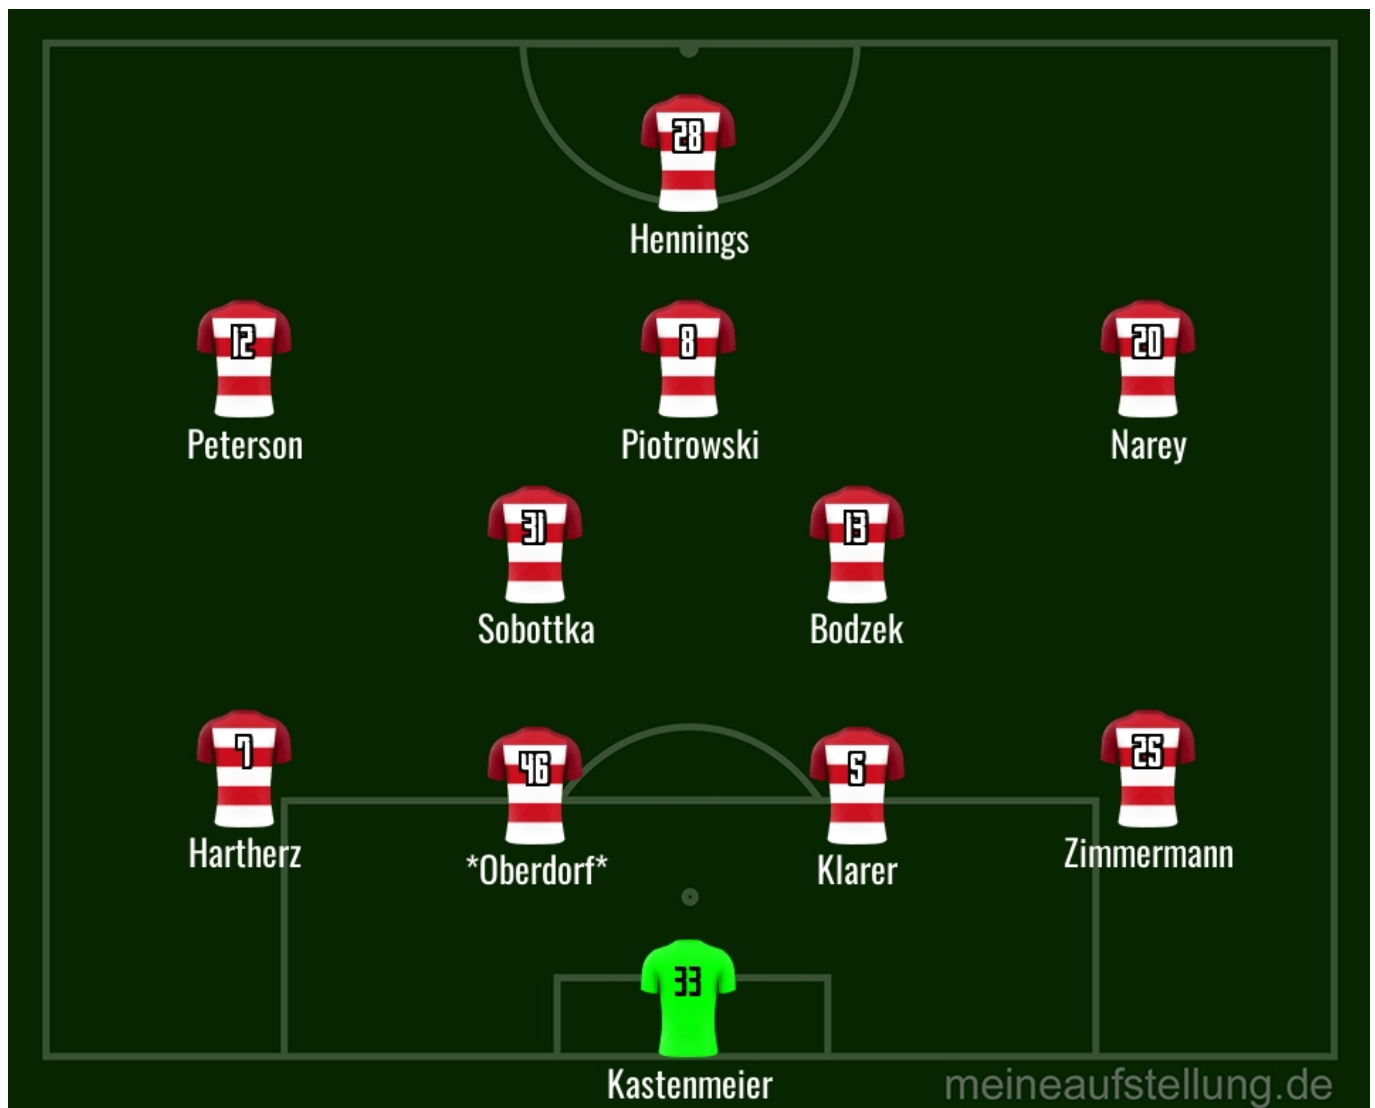 28
Hennings
12
Peterson
8
Piotrowski
20
Narey
31
Sobottka
13
Bodzek
7
Hartherz
46
*Oberdorf*
5
Klarer
25
Zimmermann
33
Kastenmeier
meineaufstellung.de